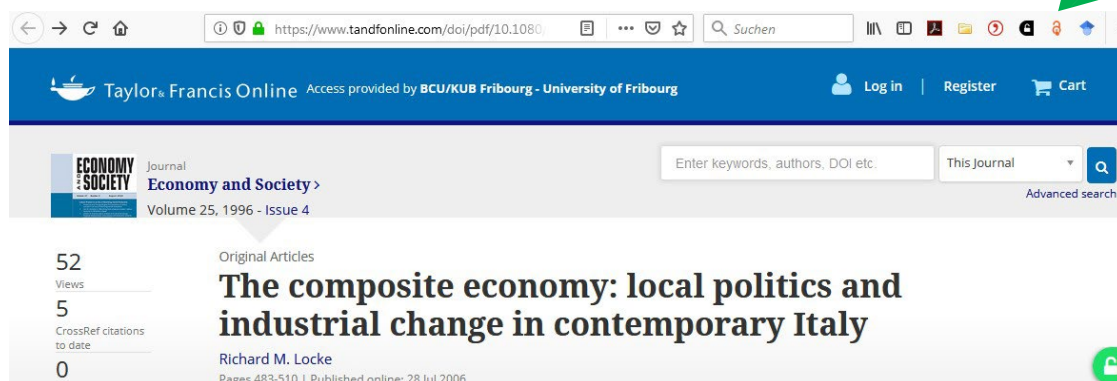 https://www.tandfonline.com/doi/pdf/10.1080
Suchen
Taylor & Francis Online Access provided by BCU/KUB Fribourg - University of Fribourg
Log in | Register Cart
ECONOMY AND SOCIETY
Journal
Economy and Society >
Volume 25, 1996 - Issue 4
Enter keywords, authors, DOI etc.
This Journal
Advanced search
52
Views
5
CrossRef citations
to date
0
Original Articles
The composite economy: local politics and
industrial change in contemporary Italy
Richard M. Locke
Pages 483-510 | Published online: 28 Jul 2006